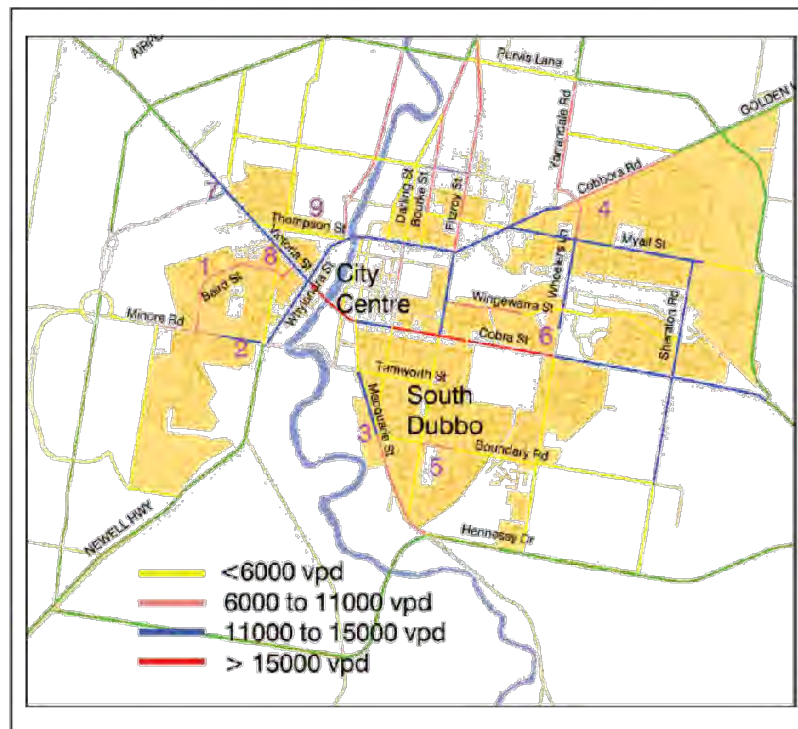 Purvis Lane
Yarrandale Rd
Cobbora Rd
7
Darling St
Bourke St
Fitzroy St
9
4
Thompson St
Victoria St
Myall St
8
1
Baird St
Whylandra St
City
Centre
Wheelers Ln
Wingewarra St
Sheraton Rd
Minore Rd
2
Cobra St
6
Tamworth St
South
Dubbo
Macquarie St
3
Boundary Rd
5
Hennessy Dr
NEWELL HWY
<6000 vpd
6000 to 11000 vpd
11000 to 15000 vpd
> 15000 vpd